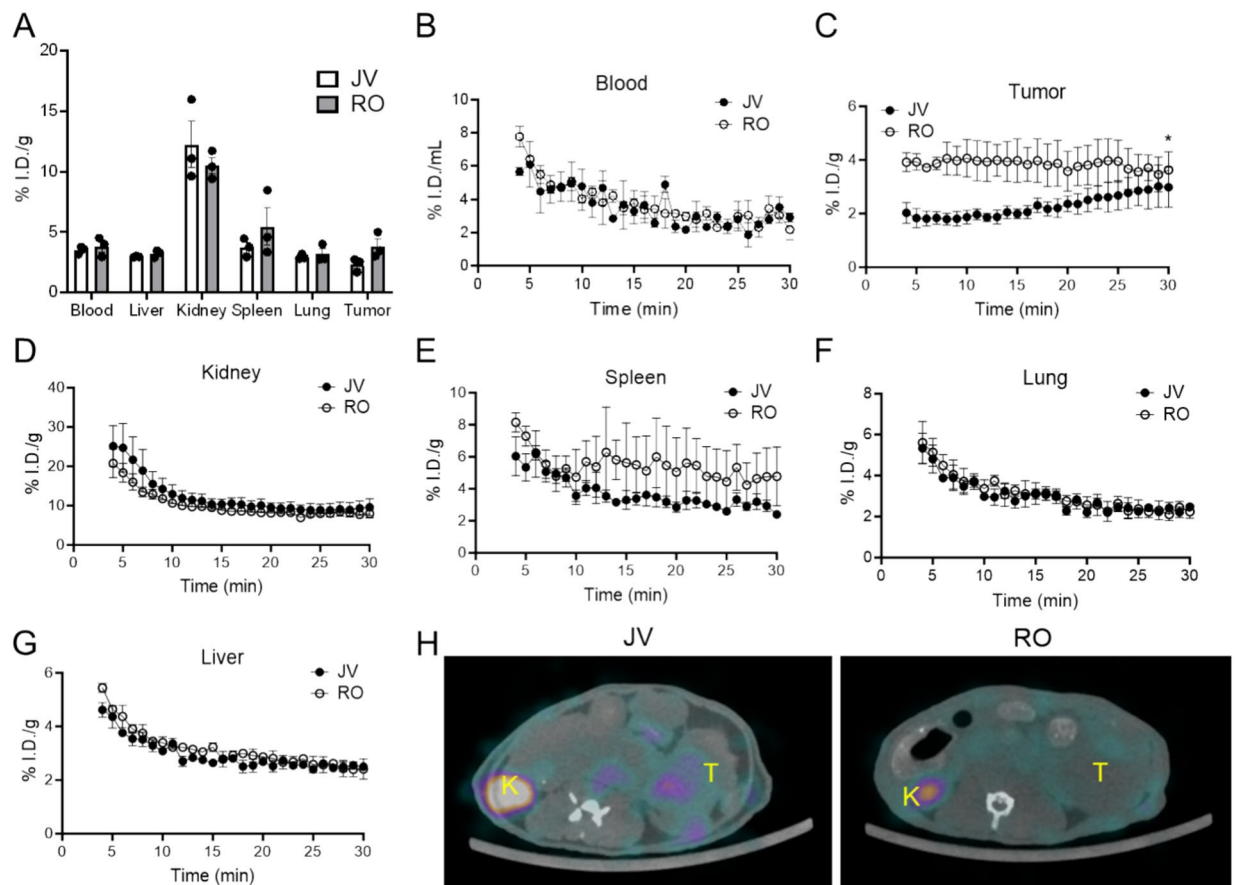 A
% I.D./g
20
15
10
5
0
JV
RO
Blood Liver Kidney Spleen Lung Tumor
B
Blood
JV
RO
% I.D./mL
10
8
6
4
2
0
0 5 10 15 20 25 30
Time (min)
C
Tumor
JV
RO
*
% I.D./g
6
4
2
0
0 5 10 15 20 25 30
Time (min)
D
Kidney
JV
RO
% I.D./g
40
30
20
10
0
0 5 10 15 20 25 30
Time (min)
E
Spleen
JV
RO
% I.D./g
10
8
6
4
2
0
0 5 10 15 20 25 30
Time (min)
F
Lung
JV
RO
% I.D./g
8
6
4
2
0
0 5 10 15 20 25 30
Time (min)
G
Liver
JV
RO
% I.D./g
6
4
2
0
0 5 10 15 20 25 30
Time (min)
H
JV
K
T
RO
K
T